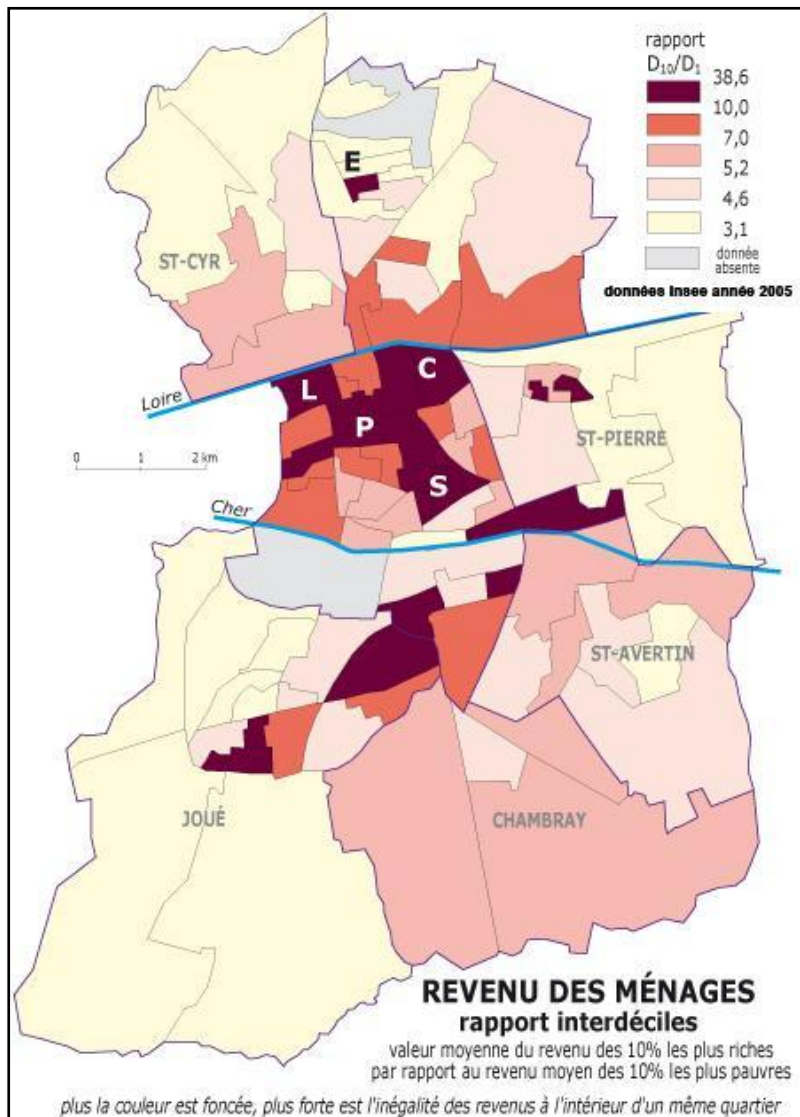 rapport
D₁₀/D₁
38,6
10,0
7,0
5,2
4,6
3,1
donnée
absente
données Insee année 2005
E
ST-CYR
Loire
L
C
P
ST-PIERRE
0 1 2 km
S
Cher
ST-AVERTIN
JOUÉ
CHAMBRAY
REVENU DES MÉNAGES
rapport interdéciles
valeur moyenne du revenu des 10% les plus riches
par rapport au revenu moyen des 10% les plus pauvres
plus la couleur est foncée, plus forte est l'inégalité des revenus à l'intérieur d'un même quartier